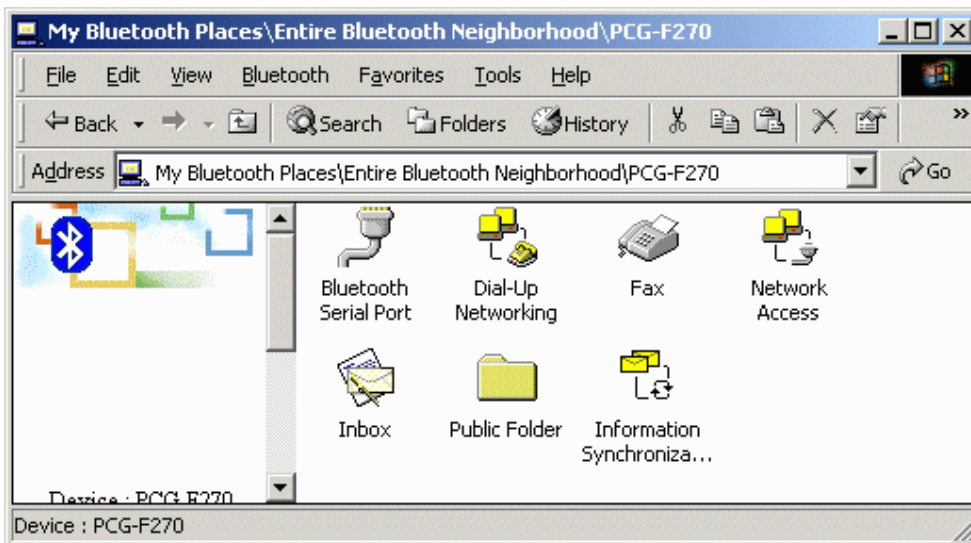 My Bluetooth Places\Entire Bluetooth Neighborhood\PCG-F270
File Edit View Bluetooth Favorites Tools Help
Back Search Folders History »
Address My Bluetooth Places\Entire Bluetooth Neighborhood\PCG-F270 Go
Bluetooth Serial Port
Dial-Up Networking
Fax
Network Access
Inbox
Public Folder
Information Synchroniza...
Device : PCG-F270
Device : PCG-F270